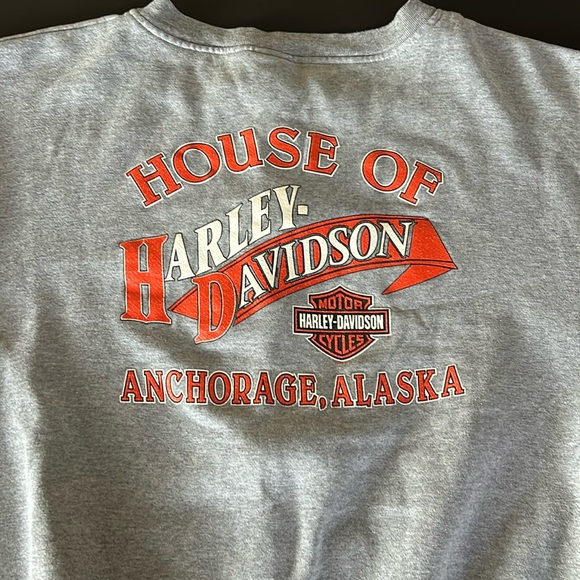 HOUSE OF
HARLEY-
DAVIDSON
MOTOR
HARLEY-DAVIDSON
CYCLES
ANCHORAGE, ALASKA